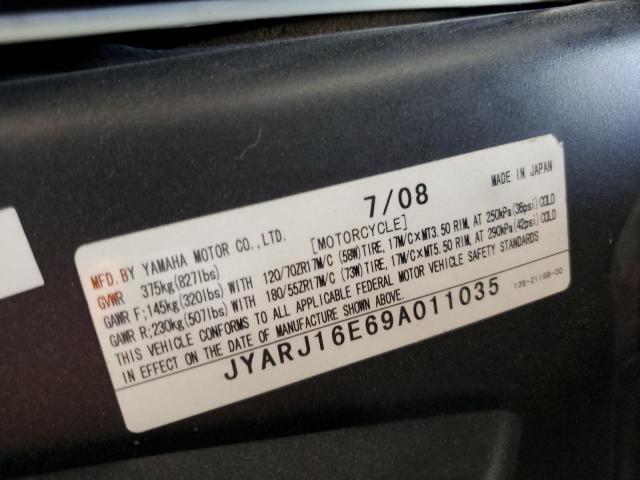 7/08
MADE IN JAPAN
MFD.BY YAMAHA MOTOR CO.,LTD.
[MOTORCYCLE]
GVWR 375kg(827lbs)
GAWR F;145kg(320lbs) WITH 120/70ZR17M/C (58W)TIRE, 17M/C×MT3.50 RIM, AT 250kPa(36psi)COLD
GAWR R;230kg(507lbs) WITH 180/55ZR17M/C (73W)TIRE, 17M/C×MT5.50 RIM, AT 290kPa(42psi)COLD
THIS VEHICLE CONFORMS TO ALL APPLICABLE FEDERAL MOTOR VEHICLE SAFETY STANDARDS
IN EFFECT ON THE DATE OF MANUFACTURE SHOWN ABOVE.
13S-2118B-00
JYARJ16E69A011035